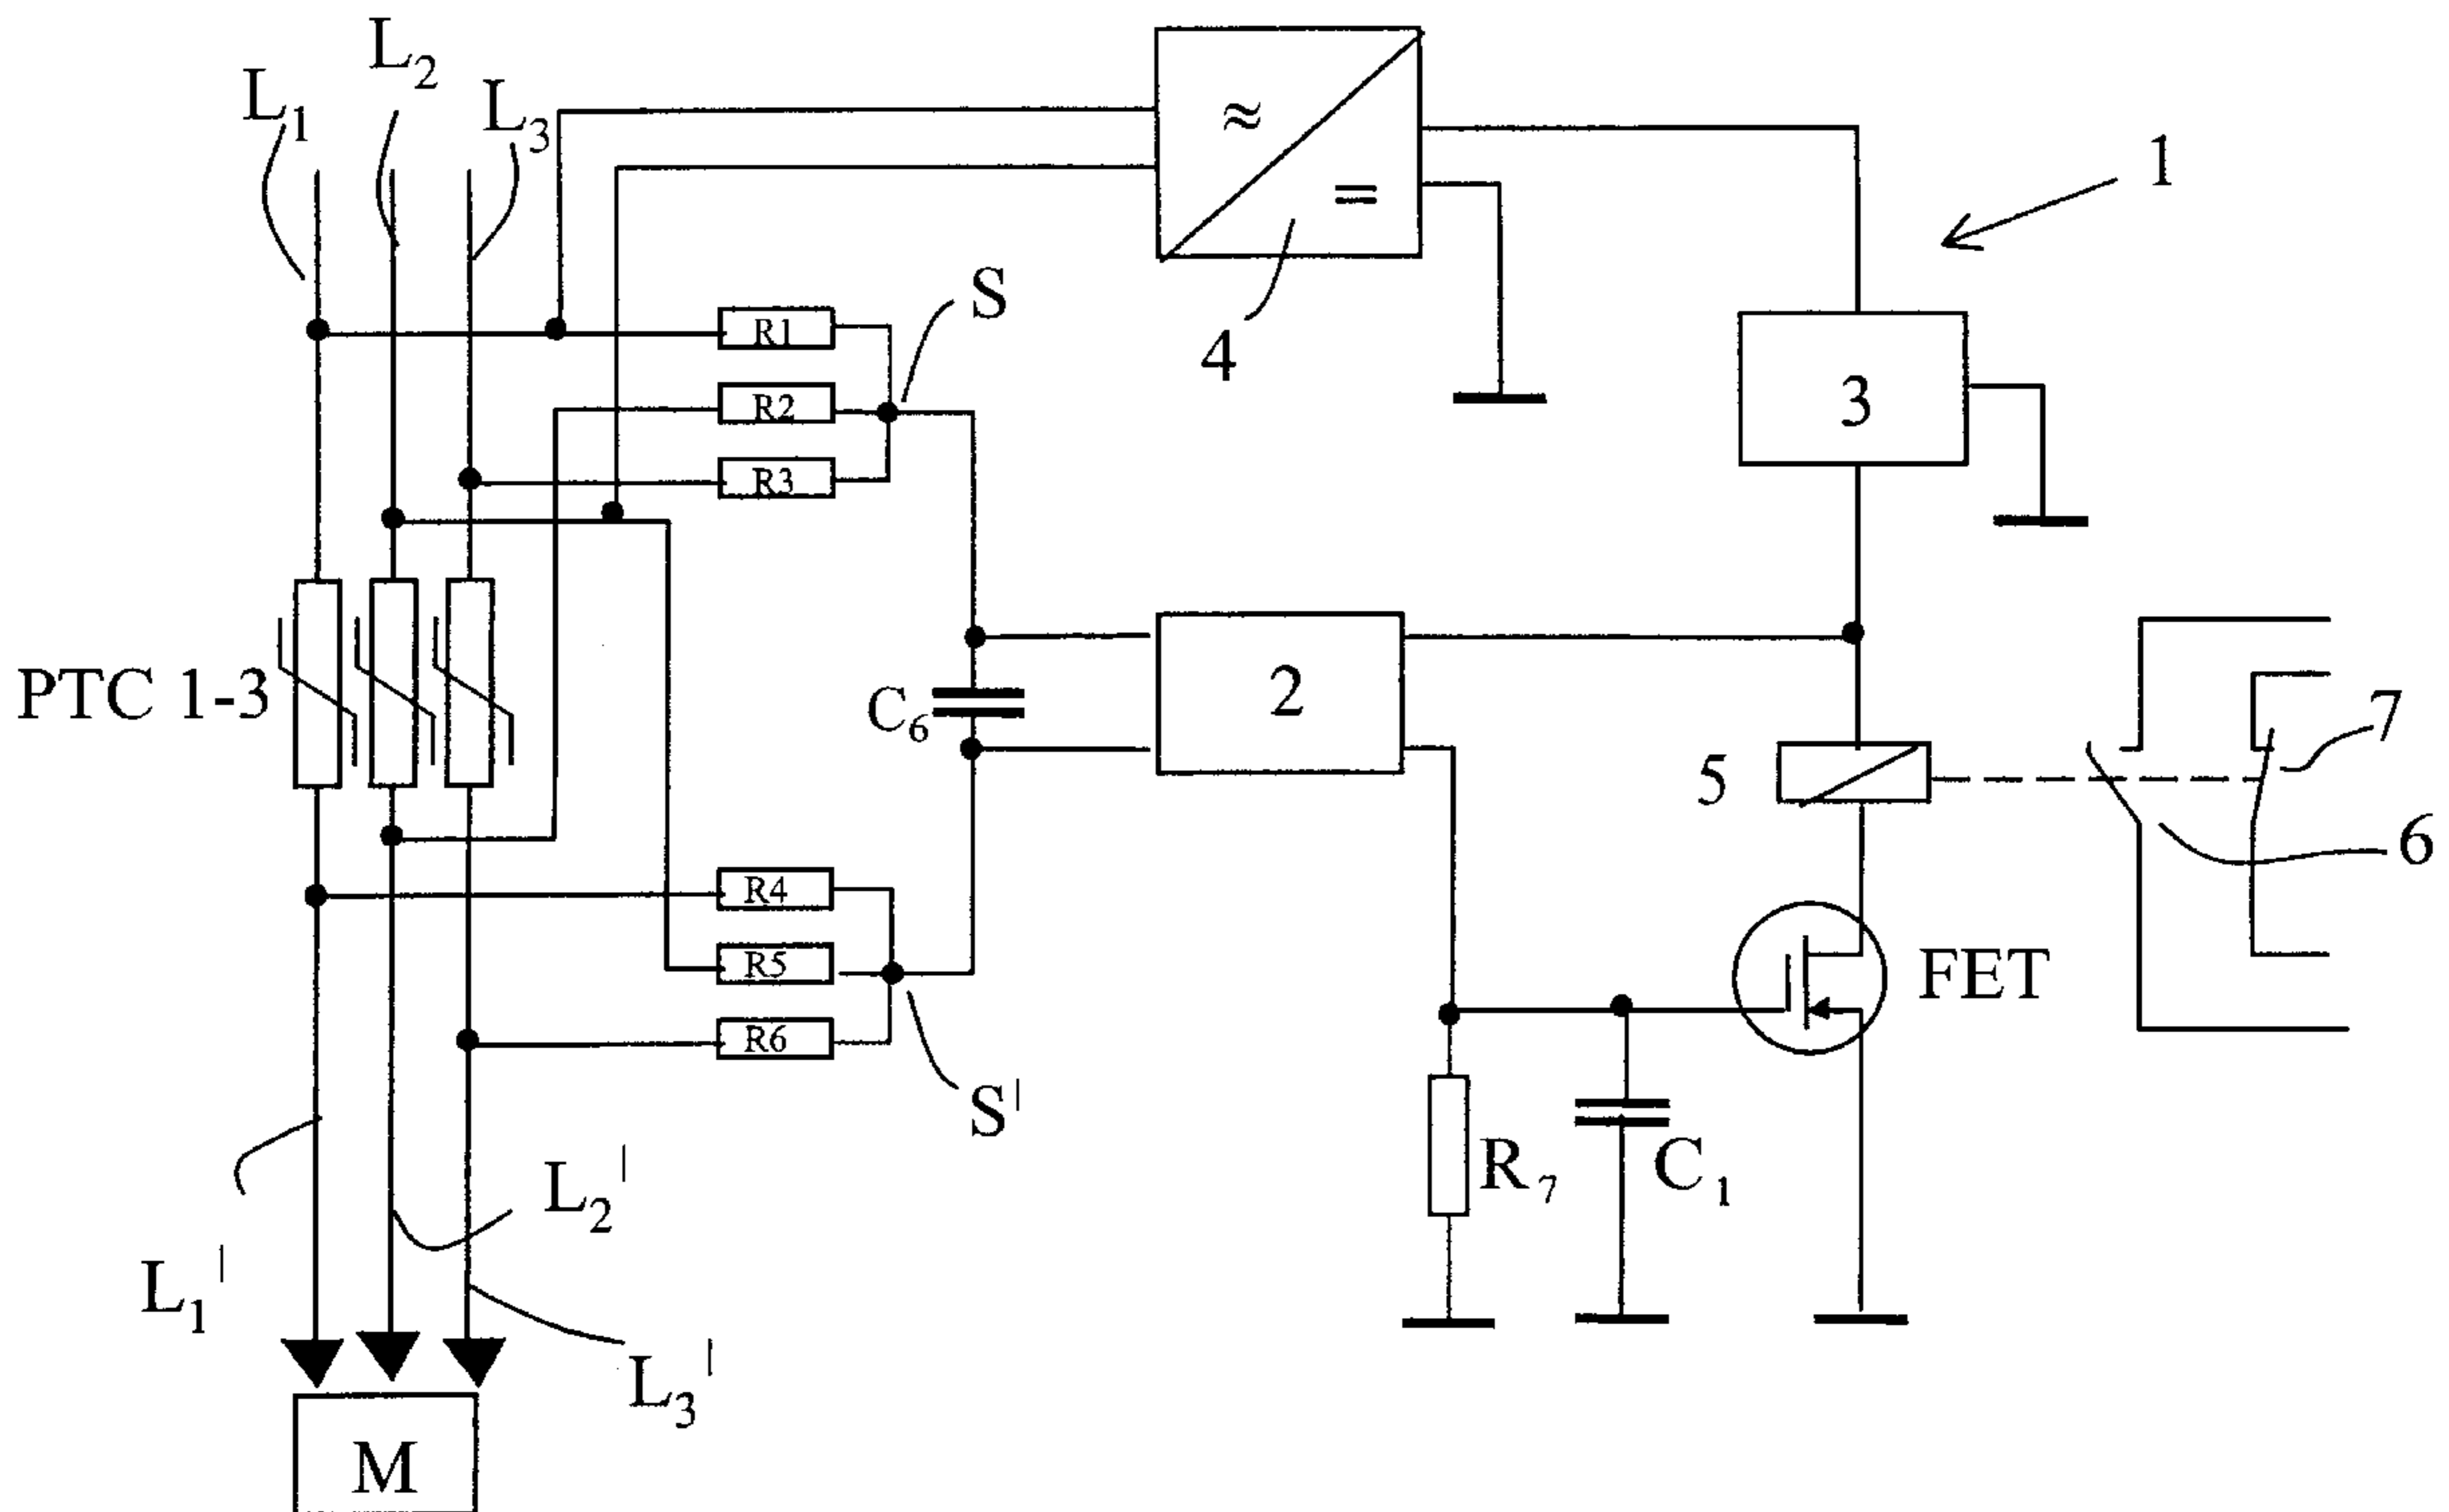 L2
L1
L3
≈
=
1
S
R1
4
R2
3
R3
PTC 1-3
C6
2
7
5
6
R4
R5
FET
R6
S'
R7
C1
L2'
L1'
L3'
M